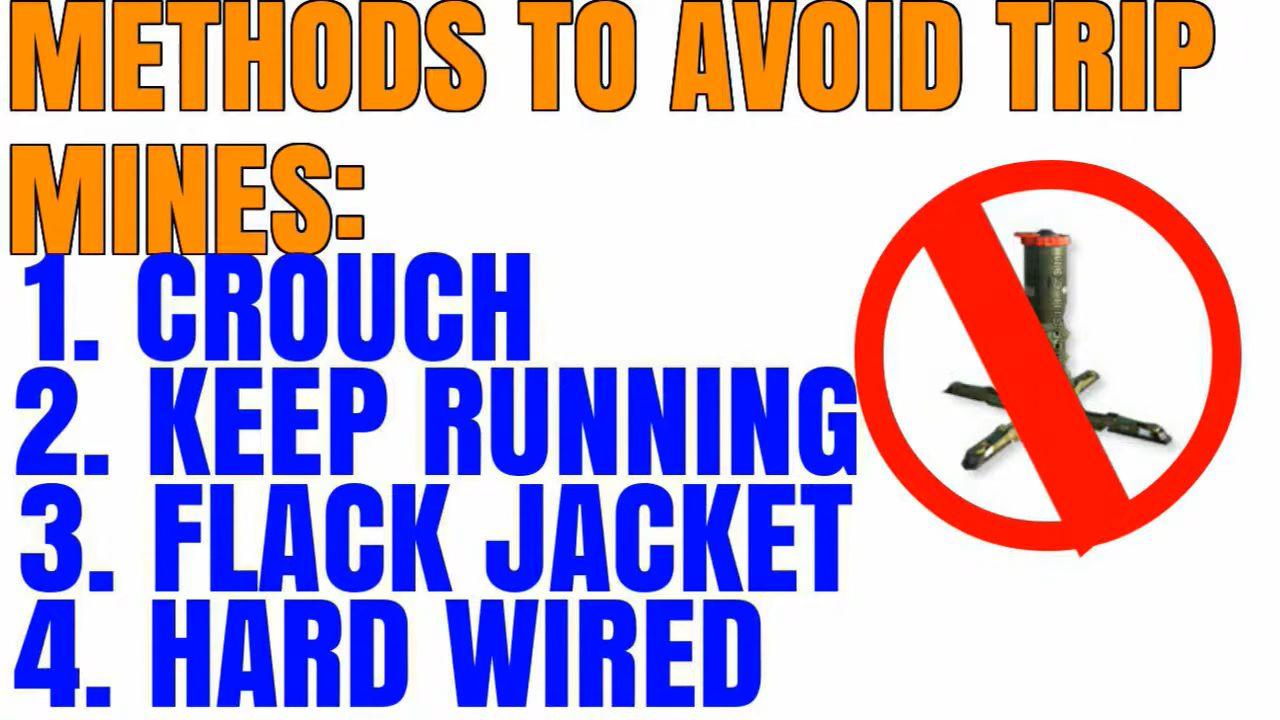 METHODS TO AVOID TRIP
MINES:
1. CROUCH
2. KEEP RUNNING
3. FLACK JACKET
4. HARD WIRED